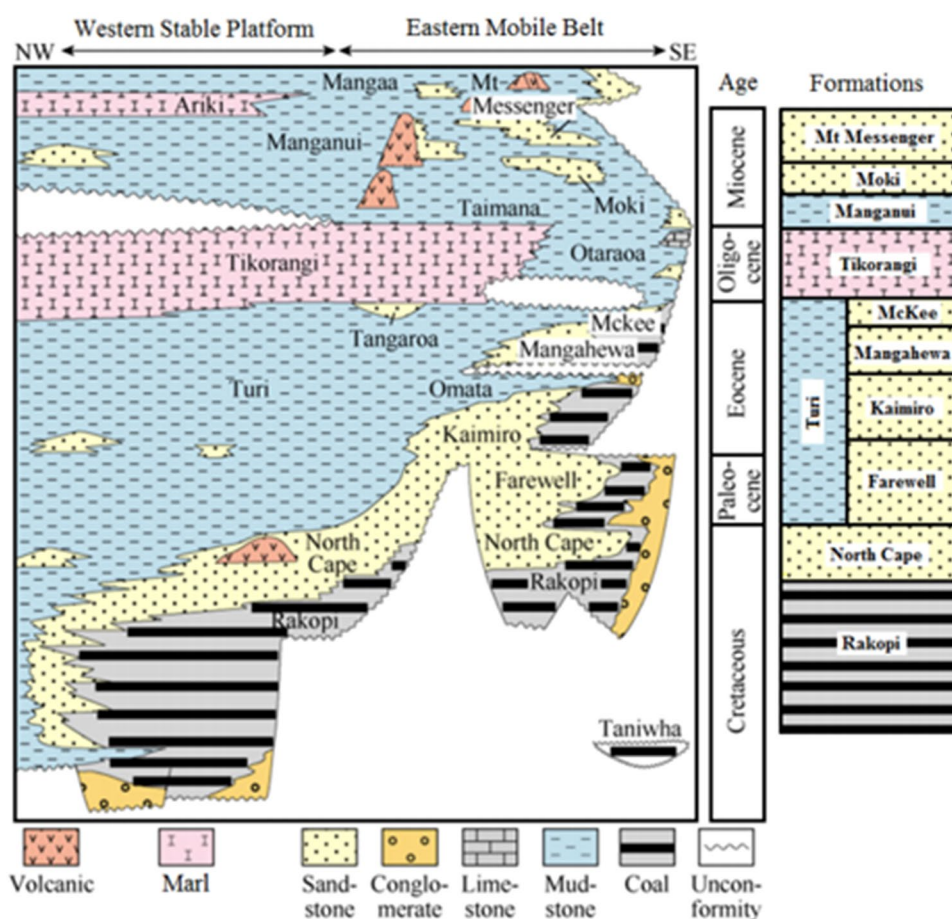 Western Stable Platform
Eastern Mobile Belt
NW
SE
Mangaa
Mt
Messenger
Ariki
Manganui
Taimana
Moki
Otaraoa
Tikorangi
Tangaroa
Mckee
Mangahewa
Turi
Omata
Kaimiro
Farewell
North
Cape
North Cape
Rakopi
Rakopi
Taniwha
Age
Miocene
Oligo-
cene
Eocene
Paleo-
cene
Cretaceous
Formations
Mt Messenger
Moki
Manganui
Tikorangi
McKee
Mangahewa
Turi
Kaimiro
Farewell
North Cape
Rakopi
Volcanic
Marl
Sand-
stone
Conglo-
merate
Lime-
stone
Mud-
stone
Coal
Uncon-
formity